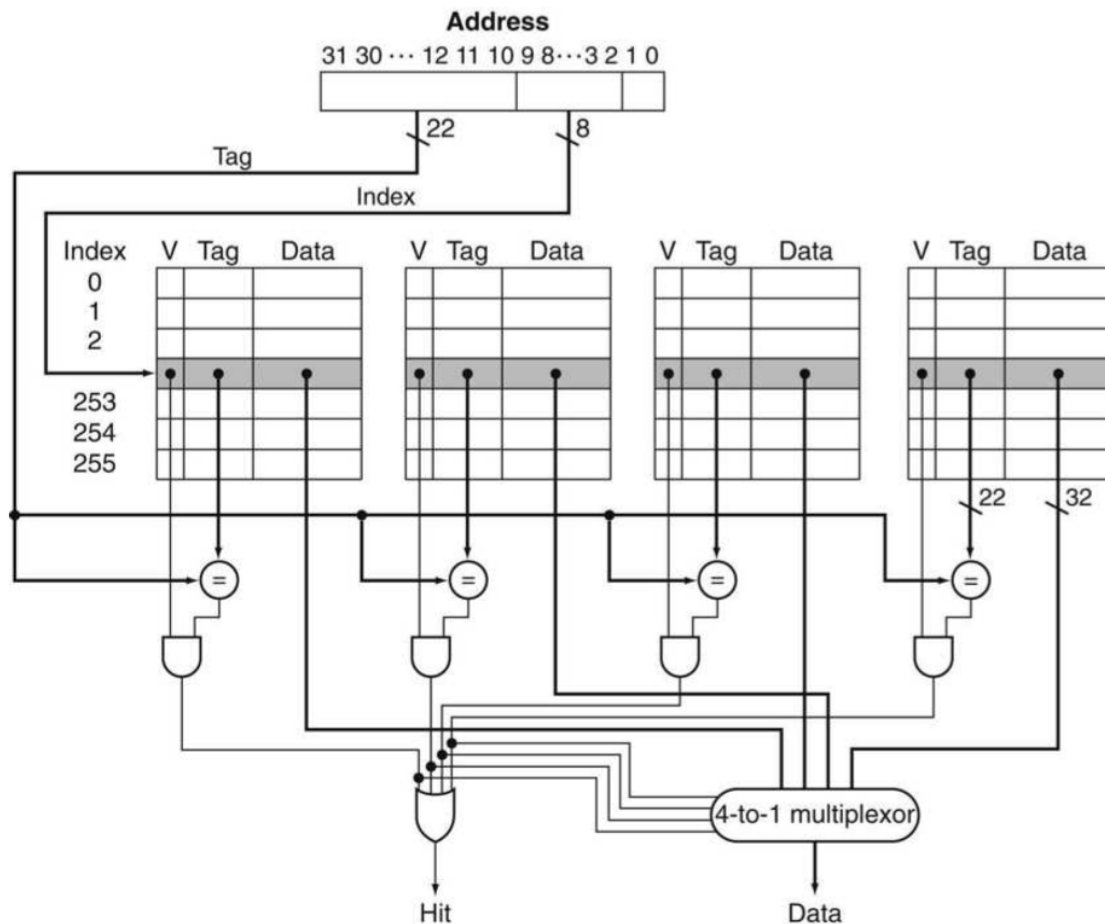 Address
31 30 ··· 12 11 10 9 8···3 2 1 0
22 8
Tag
Index
Index V Tag Data V Tag Data V Tag Data V Tag Data
0
1
2
253
254
255
22 32
= = = =
4-to-1 multiplexor
Hit Data